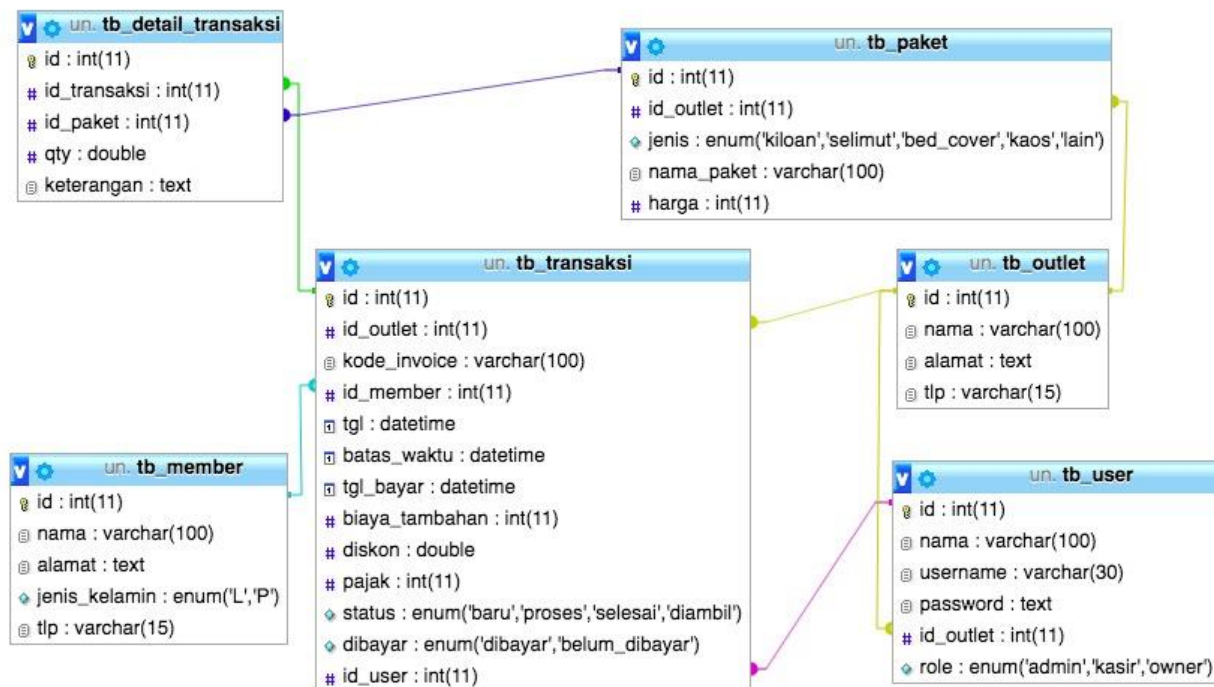 un. tb_detail_transaksi
id : int(11)
id_transaksi : int(11)
id_paket : int(11)
qty : double
keterangan : text
un. tb_paket
id : int(11)
id_outlet : int(11)
jenis : enum('kiloan','selimut','bed_cover','kaos','lain')
nama_paket : varchar(100)
harga : int(11)
un. tb_transaksi
id : int(11)
id_outlet : int(11)
kode_invoice : varchar(100)
id_member : int(11)
tgl : datetime
batas_waktu : datetime
tgl_bayar : datetime
biaya_tambahan : int(11)
diskon : double
pajak : int(11)
status : enum('baru','proses','selesai','diambil')
dibayar : enum('dibayar','belum_dibayar')
id_user : int(11)
un. tb_outlet
id : int(11)
nama : varchar(100)
alamat : text
tlp : varchar(15)
un. tb_member
id : int(11)
nama : varchar(100)
alamat : text
jenis_kelamin : enum('L','P')
tlp : varchar(15)
un. tb_user
id : int(11)
nama : varchar(100)
username : varchar(30)
password : text
id_outlet : int(11)
role : enum('admin','kasir','owner')